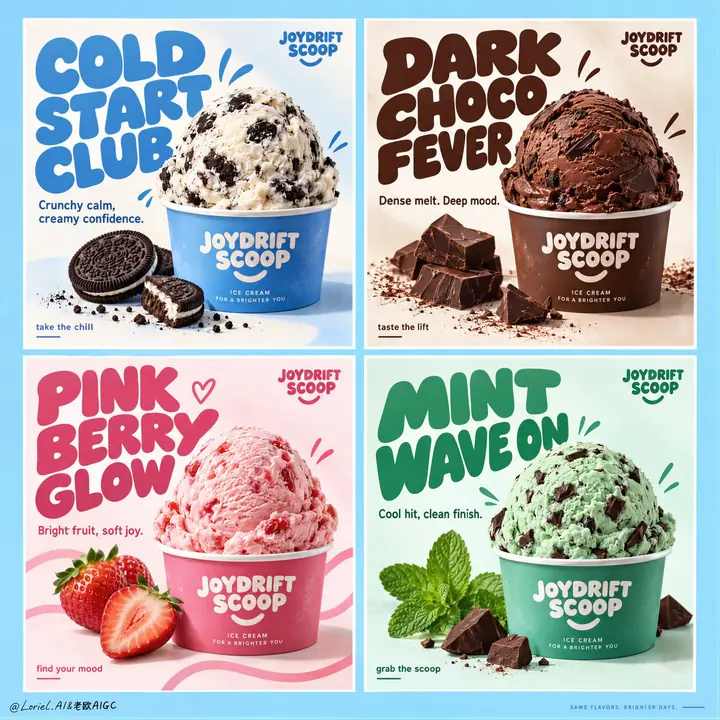 COLD
START
CLUB
JOYDRIFT
SCOOP
Crunchy calm,
creamy confidence.
JOYDRIFT
SCOOP
ICE CREAM
FOR A BRIGHTER YOU
take the chill
DARK
CHOCO
FEVER
JOYDRIFT
SCOOP
Dense melt. Deep mood.
JOYDRIFT
SCOOP
ICE CREAM
FOR A BRIGHTER YOU
taste the lift
PINK
BERRY
GLOW
JOYDRIFT
SCOOP
Bright fruit, soft joy.
JOYDRIFT
SCOOP
ICE CREAM
FOR A BRIGHTER YOU
find your mood
MINT
WAVE ON
JOYDRIFT
SCOOP
Cool hit, clean finish.
JOYDRIFT
SCOOP
ICE CREAM
FOR A BRIGHTER YOU
grab the scoop
@Loriel.AI&老欧AIGC
SAME FLAVORS. BRIGHTER DAYS.